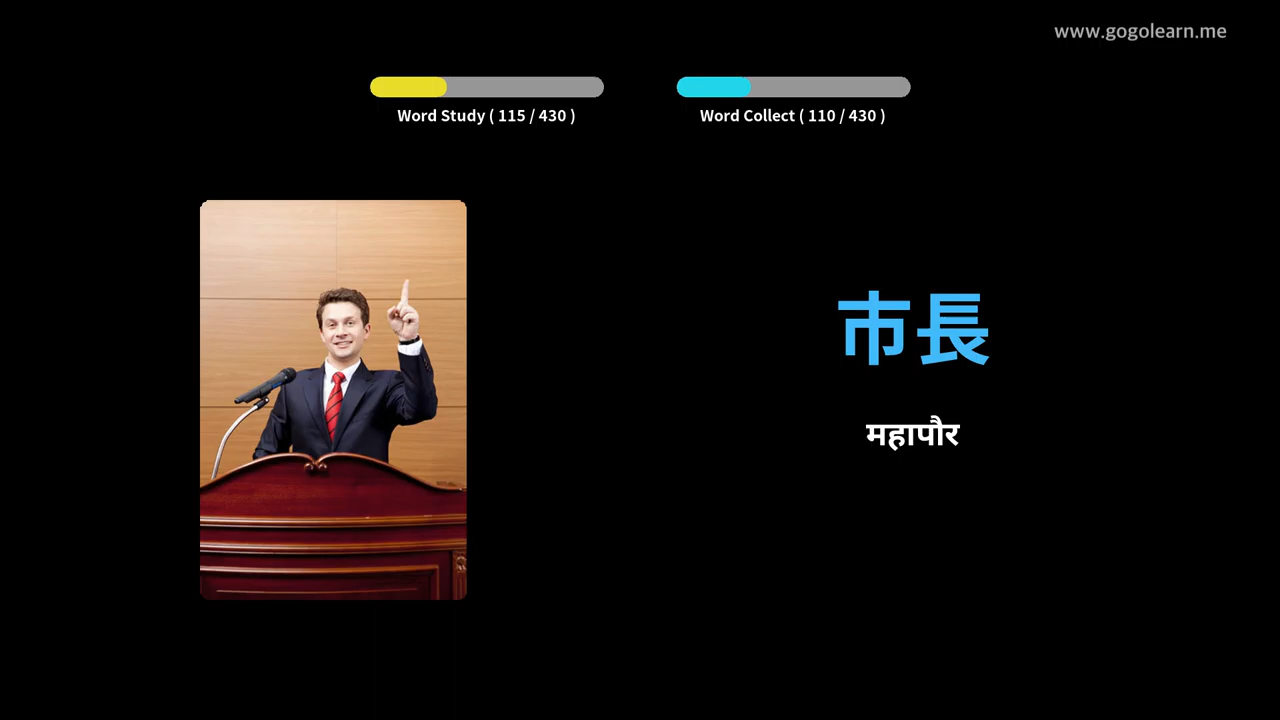 www.gogolearn.me
Word Study ( 115 / 430 )
Word Collect ( 110 / 430 )
市長
महापौर